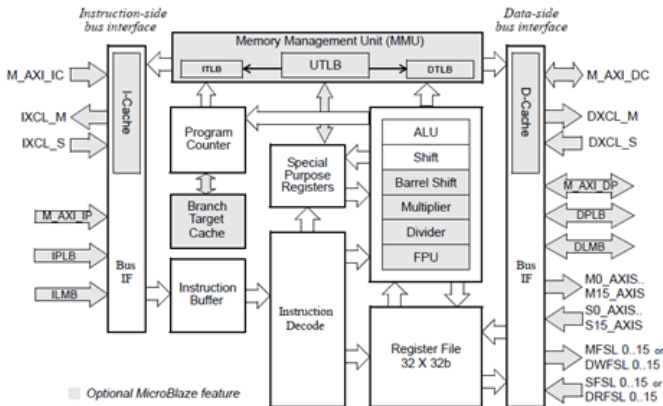 Instruction-side
bus interface
Data-side
bus interface
Memory Management Unit (MMU)
ITLB
UTLB
DTLB
M_AXI_IC
IXCL_M
IXCL_S
I-Cache
M_AXI_IP
IPLB
ILMB
Bus
IF
Program
Counter
Branch
Target
Cache
Instruction
Buffer
Special
Purpose
Registers
Instruction
Decode
ALU
Shift
Barrel Shift
Multiplier
Divider
FPU
Register File
32 X 32b
D-Cache
Bus
IF
M_AXI_DC
DXCL_M
DXCL_S
M_AXI_DP
DPLB
DLMB
M0_AXIS..
M15_AXIS
S0_AXIS..
S15_AXIS
MFSL 0..15 or
DWFSL 0..15
SFSL 0..15 or
DRFSL 0..15
Optional MicroBlaze feature